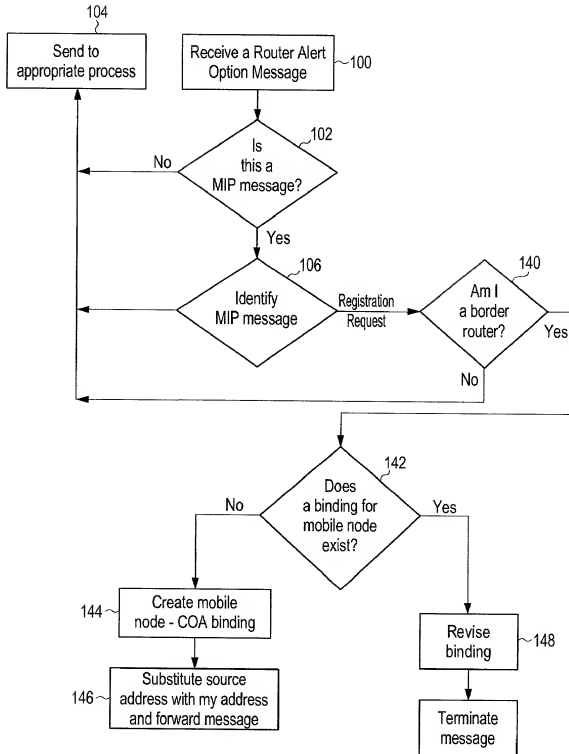 104
Send to
appropriate process
Receive a Router Alert
Option Message
100
102
Is
this a
MIP message?
No
Yes
106
Identify
MIP message
Registration
Request
140
Am I
a border
router?
Yes
No
142
Does
a binding for
mobile node
exist?
No
Yes
144
Create mobile
node - COA binding
Revise
binding
148
146
Substitute source
address with my address
and forward message
Terminate
message